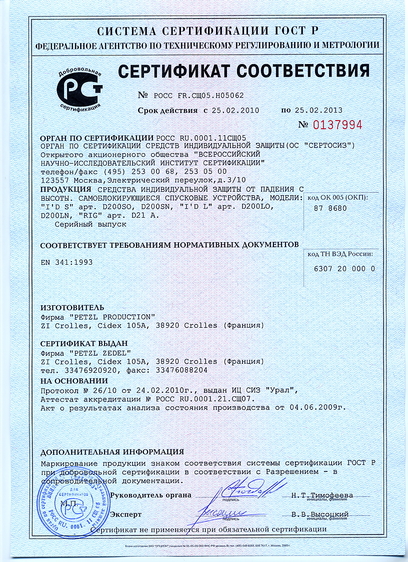 СИСТЕМА СЕРТИФИКАЦИИ ГОСТ Р
ФЕДЕРАЛЬНОЕ АГЕНТСТВО ПО ТЕХНИЧЕСКОМУ РЕГУЛИРОВАНИЮ И МЕТРОЛОГИИ
Добровольная
сертификация
СЕРТИФИКАТ СООТВЕТСТВИЯ
№ РОСС FR.СЩ05.Н05062
Срок действия с 25.02.2010 по 25.02.2013
№ 0137994
ОРГАН ПО СЕРТИФИКАЦИИ РОСС RU.0001.11СЩ05
ОРГАН ПО СЕРТИФИКАЦИИ СРЕДСТВ ИНДИВИДУАЛЬНОЙ ЗАЩИТЫ(ОС "СЕРТОСИЗ")
Открытого акционерного общества "ВСЕРОССИЙСКИЙ
НАУЧНО-ИССЛЕДОВАТЕЛЬСКИЙ ИНСТИТУТ СЕРТИФИКАЦИИ"
телефон/факс (495) 253 00 68, 253 05 00
123557 Москва,Электрический переулок,д.3/10
ПРОДУКЦИЯ СРЕДСТВА ИНДИВИДУАЛЬНОЙ ЗАЩИТЫ ОТ ПАДЕНИЯ С
ВЫСОТЫ. САМОБЛОКИРУЮЩИЕСЯ СПУСКОВЫЕ УСТРОЙСТВА, МОДЕЛИ:
"I'D S" арт. D200SO, D200SN, "I'D L" арт. D200LO,
D200LN, "RIG" арт. D21 A.
Серийный выпуск
код ОК 005 (ОКП):
87 8680
СООТВЕТСТВУЕТ ТРЕБОВАНИЯМ НОРМАТИВНЫХ ДОКУМЕНТОВ
EN 341:1993
код ТН ВЭД России:
6307 20 000 0
ИЗГОТОВИТЕЛЬ
Фирма "PETZL PRODUCTION"
ZI Crolles, Cidex 105A, 38920 Crolles (Франция)
СЕРТИФИКАТ ВЫДАН
Фирма "PETZL ZEDEL"
ZI Crolles, Cidex 105A, 38920 Crolles (Франция)
тел. 33476920920, факс: 33476088204
НА ОСНОВАНИИ
Протокол № 26/10 от 24.02.2010г., выдан ИЦ СИЗ "Урал",
Аттестат аккредитации № РОСС RU.0001.21.СЩ07.
Акт о результатах анализа состояния производства от 04.06.2009г.
ДОПОЛНИТЕЛЬНАЯ ИНФОРМАЦИЯ
Маркирование продукции знаком соответствия системы сертификации ГОСТ Р
при добровольной сертификации в соответствии с Разрешением - в
сопроводительной документации.
Руководитель органа
Н.Т.Тимофеева
Эксперт
В.В.Высоцкий
Сертификат не применяется при обязательной сертификации